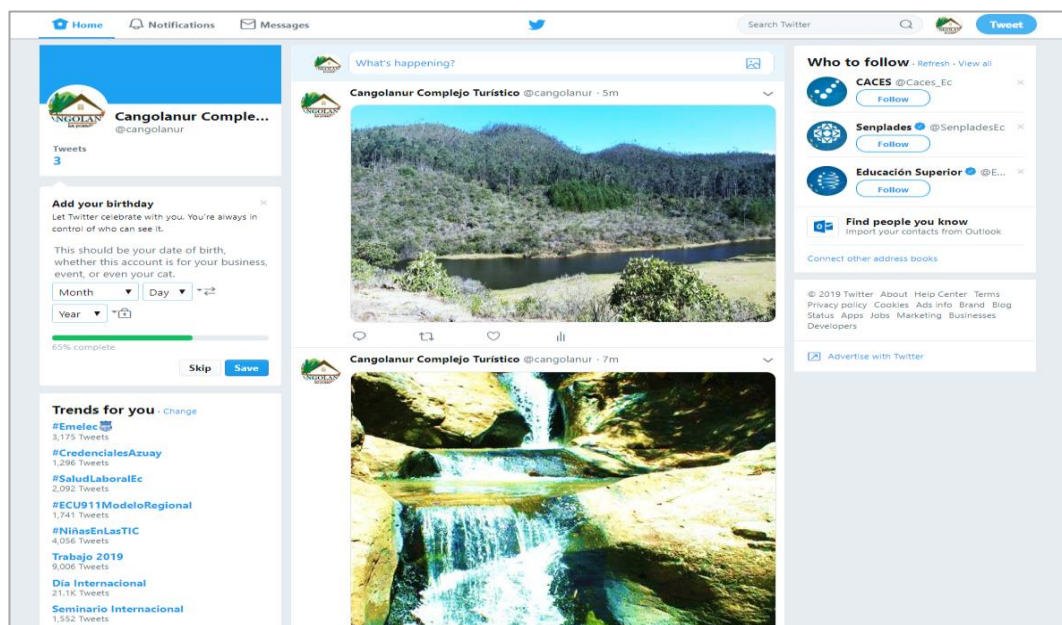 Home Notifications Messages Search Twitter Tweet
Cangolanur Comple...
@cangolanur
Tweets
3
Add your birthday
Let Twitter celebrate with you. You're always in
control of who can see it.
This should be your date of birth,
whether this account is for your business,
event, or even your cat.
Month Day
Year
65% complete
Skip Save
Trends for you · Change
#Emelec
3,175 Tweets
#CredencialesAzuay
1,296 Tweets
#SaludLaboralEc
2,092 Tweets
#ECU911ModeloRegional
1,741 Tweets
#NiñasEnLasTIC
4,056 Tweets
Trabajo 2019
9,006 Tweets
Día Internacional
21.1K Tweets
Seminario Internacional
1,552 Tweets
What's happening?
Cangolanur Complejo Turístico @cangolanur · 5m
Cangolanur Complejo Turístico @cangolanur · 7m
Who to follow · Refresh · View all
CACES @Caces_Ec
Follow
Senplades @SenpladesEc
Follow
Educación Superior @E...
Follow
Find people you know
Import your contacts from Outlook
Connect other address books
© 2019 Twitter About Help Center Terms
Privacy policy Cookies Ads info Brand Blog
Status Apps Jobs Marketing Businesses
Developers
Advertise with Twitter